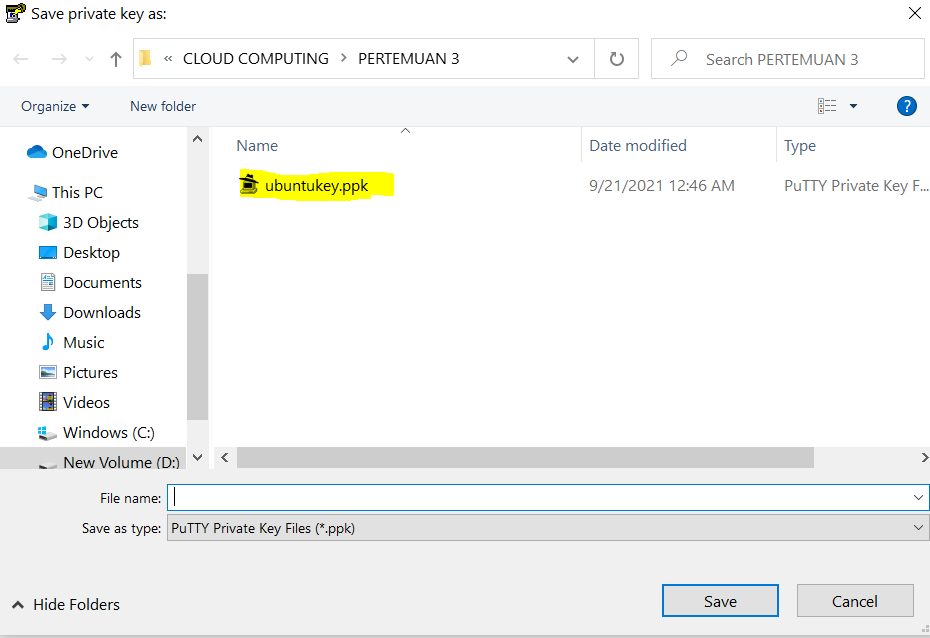 Save private key as:
« CLOUD COMPUTING > PERTEMUAN 3
Search PERTEMUAN 3
Organize
New folder
?
Name
Date modified
Type
ubuntukey.ppk
9/21/2021 12:46 AM
PuTTY Private Key F...
OneDrive
This PC
3D Objects
Desktop
Documents
Downloads
Music
Pictures
Videos
Windows (C:)
New Volume (D:)
File name:
Save as type:
PuTTY Private Key Files (*.ppk)
Hide Folders
Save
Cancel